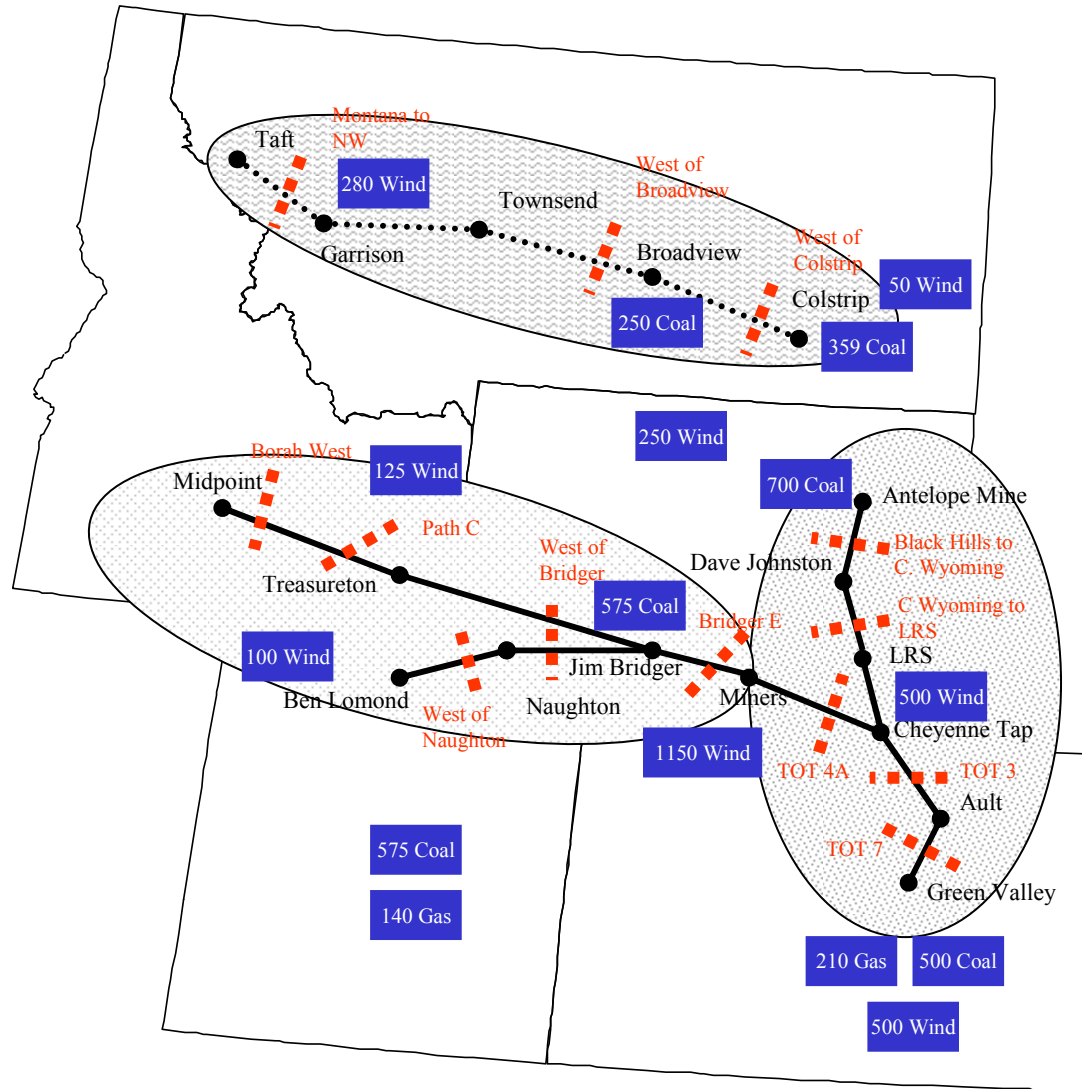 Montana to
NW
Taft
280 Wind
West of
Broadview
Townsend
Garrison
Broadview
West of
Colstrip
50 Wind
Colstrip
250 Coal
359 Coal
250 Wind
Borah West
125 Wind
Midpoint
700 Coal
Antelope Mine
Path C
West of
Bridger
Black Hills to
C. Wyoming
Dave Johnston
Treasureton
575 Coal
C Wyoming to
LRS
Bridger E
100 Wind
LRS
Jim Bridger
Ben Lomond
Naughton
Miners
500 Wind
West of
Naughton
Cheyenne Tap
1150 Wind
TOT 4A
TOT 3
Ault
TOT 7
575 Coal
Green Valley
140 Gas
210 Gas
500 Coal
500 Wind